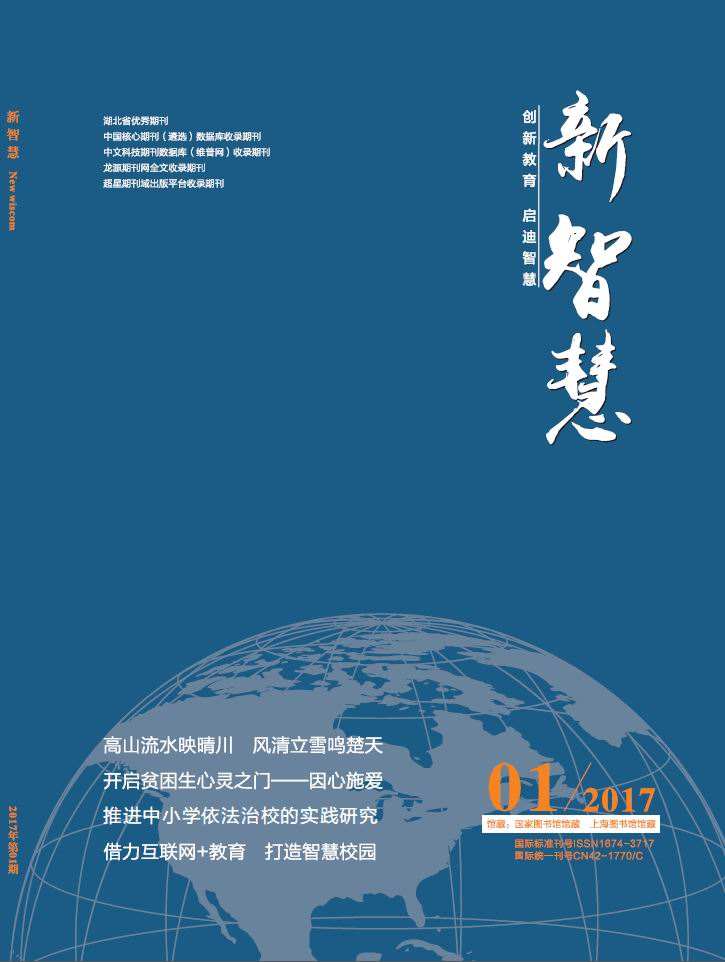 新智慧 New wiscom
湖北省优秀期刊
中国核心期刊（遴选）数据库收录期刊
中文科技期刊数据库（维普网）收录期刊
龙源期刊网全文收录期刊
超星期刊域出版平台收录期刊
新智慧
创新教育 启迪智慧
高山流水映晴川 风清立雪鸣楚天
开启贫困生心灵之门——因心施爱
推进中小学依法治校的实践研究
借力互联网+教育 打造智慧校园
01/2017
馆藏：国家图书馆馆藏 上海图书馆馆藏
国际标准刊号ISSN1674-3717
国际统一刊号CN42-1770/C
2017年第01期